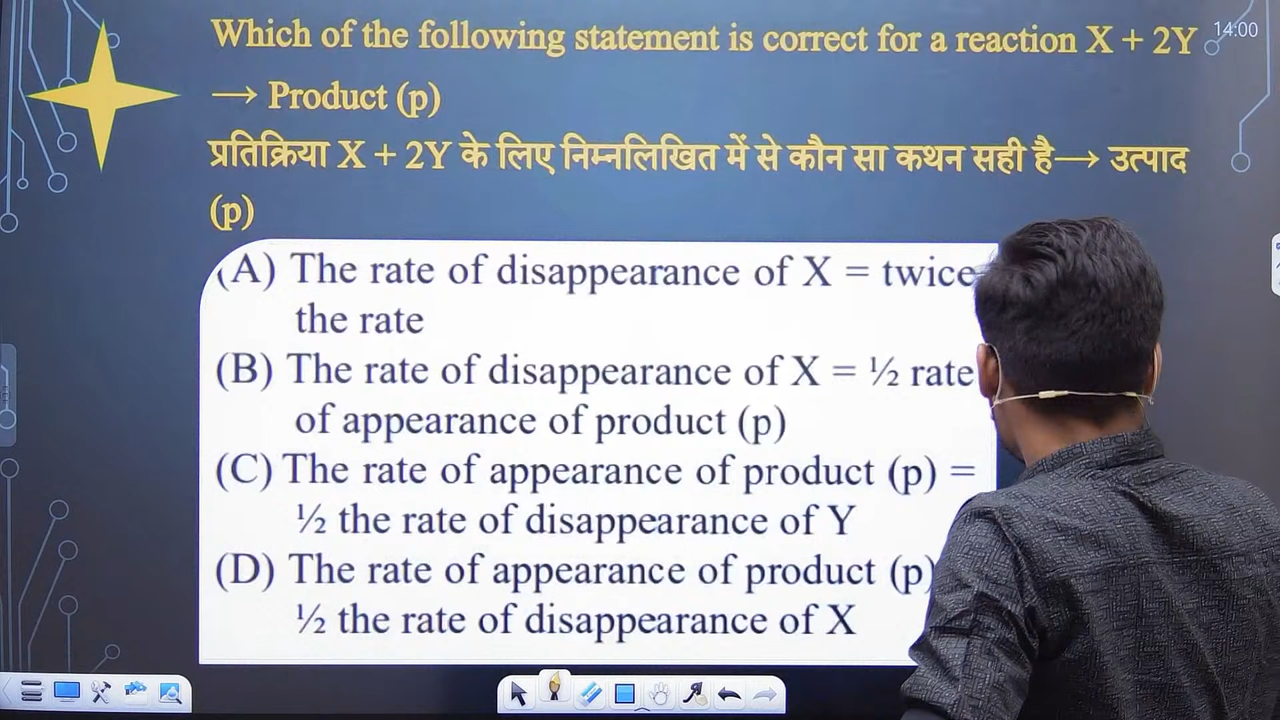 Which of the following statement is correct for a reaction X + 2Y
14:00
→ Product (p)
प्रतिक्रिया X + 2Y के लिए निम्नलिखित में से कौन सा कथन सही है→ उत्पाद
(p)
(A) The rate of disappearance of X = twice
the rate
(B) The rate of disappearance of X = ½ rate
of appearance of product (p)
(C) The rate of appearance of product (p) =
½ the rate of disappearance of Y
(D) The rate of appearance of product (p)
½ the rate of disappearance of X